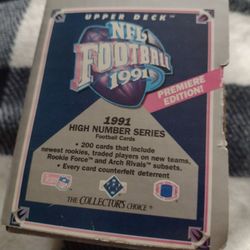 UPPER DECK
NFL
FOOTBALL
1991
PREMIERE
EDITION!
1991
HIGH NUMBER SERIES
Football Cards
• 200 cards that include
newest rookies, traded players on new teams,
Rookie Force™ and Arch Rivals™ subsets.
• Every card counterfeit deterrent
THE COLLECTOR'S CHOICE